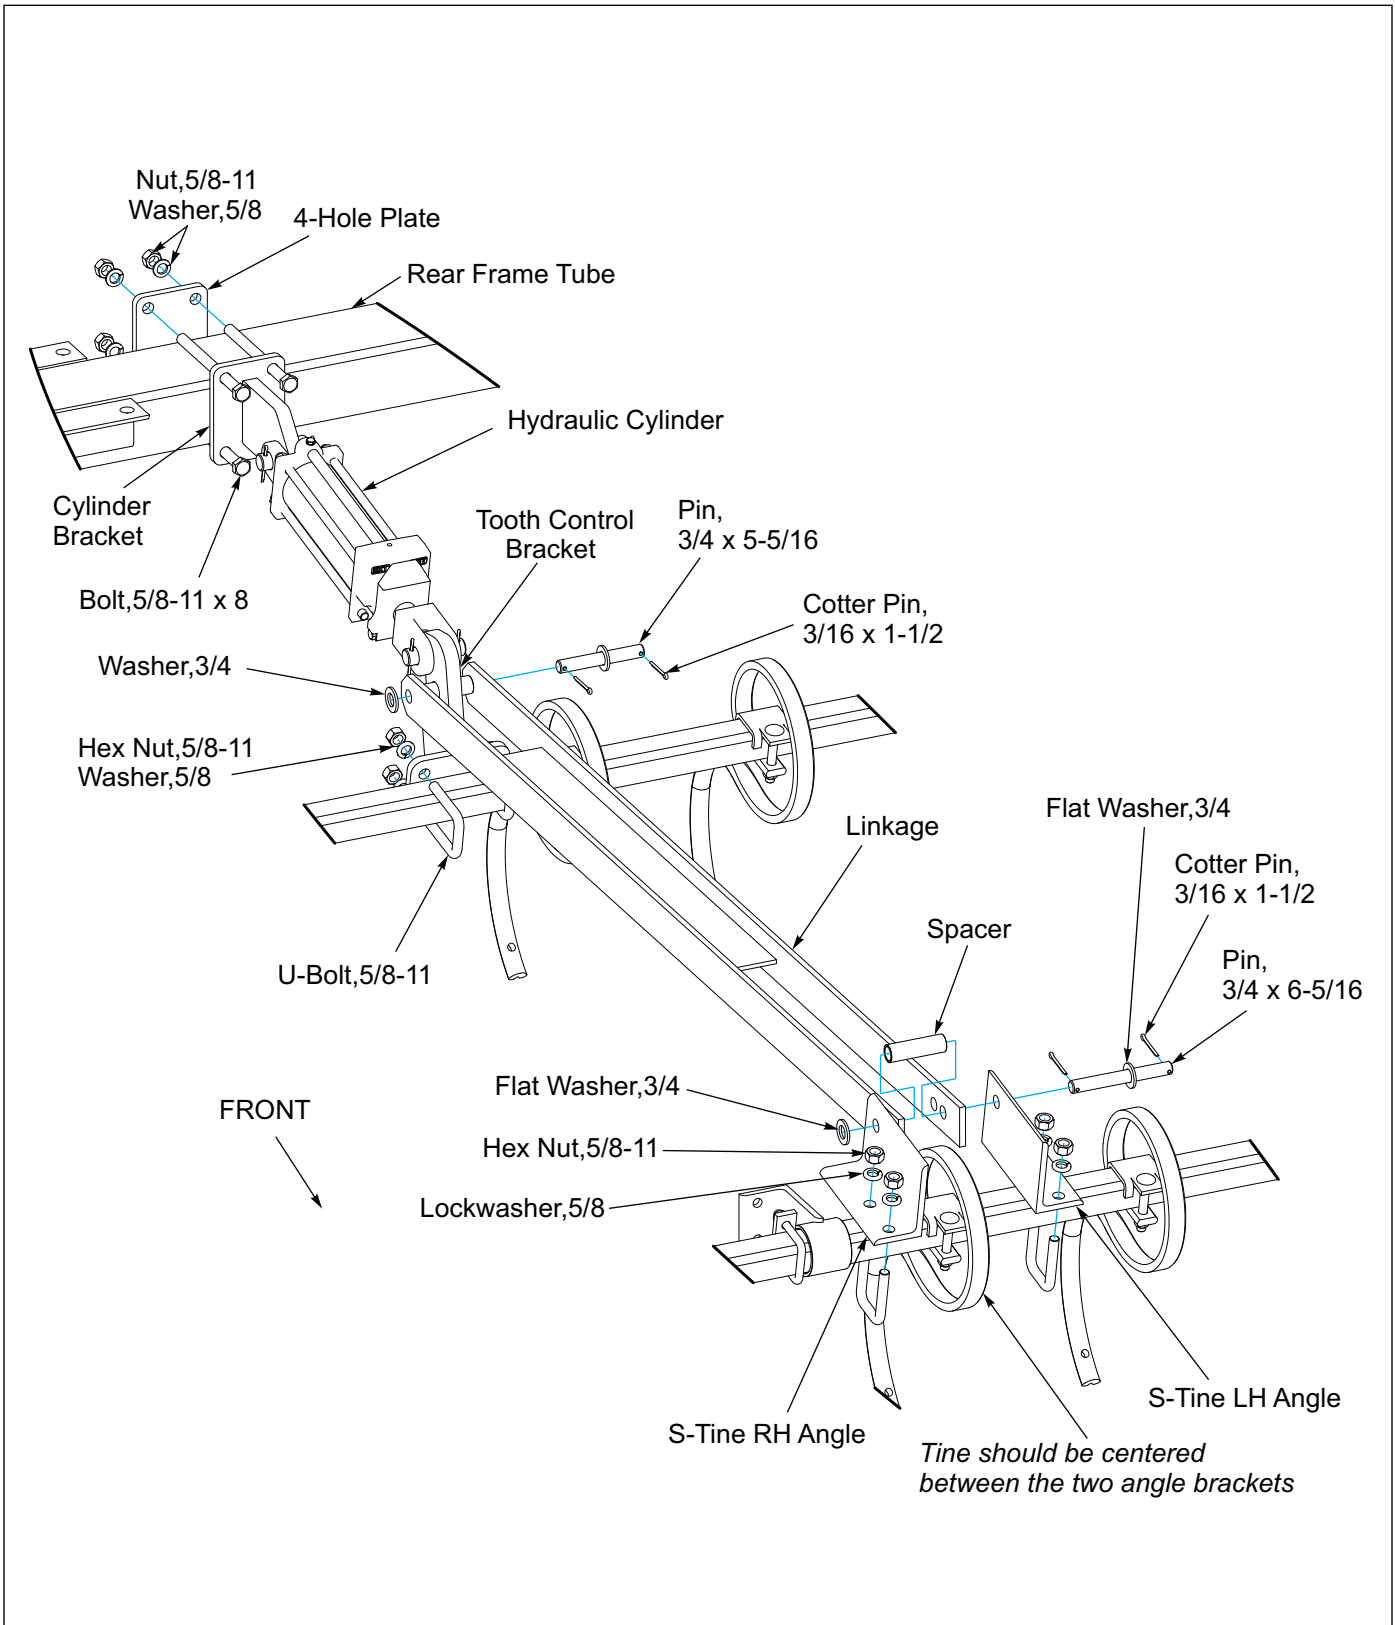 Nut,5/8-11
Washer,5/8
4-Hole Plate
Rear Frame Tube
Hydraulic Cylinder
Cylinder
Bracket
Tooth Control
Bracket
Pin,
3/4 x 5-5/16
Bolt,5/8-11 x 8
Cotter Pin,
3/16 x 1-1/2
Washer,3/4
Hex Nut,5/8-11
Washer,5/8
Linkage
Flat Washer,3/4
Cotter Pin,
3/16 x 1-1/2
Spacer
Pin,
3/4 x 6-5/16
U-Bolt,5/8-11
Flat Washer,3/4
FRONT
Hex Nut,5/8-11
Lockwasher,5/8
S-Tine LH Angle
S-Tine RH Angle
Tine should be centered
between the two angle brackets